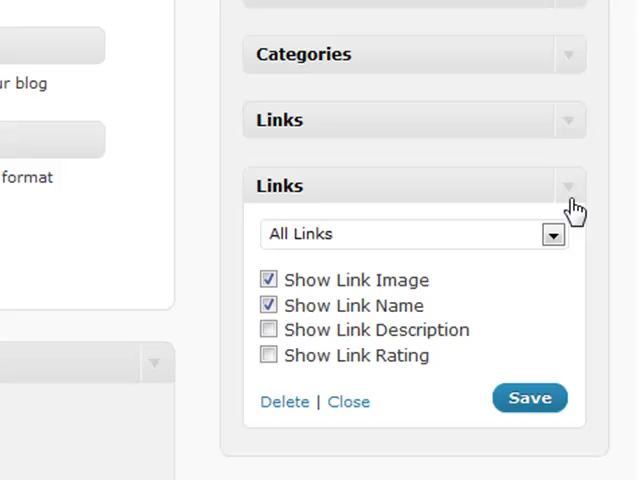 Categories
ur blog
Links
format
Links
All Links
Show Link Image
Show Link Name
Show Link Description
Show Link Rating
Delete | Close
Save